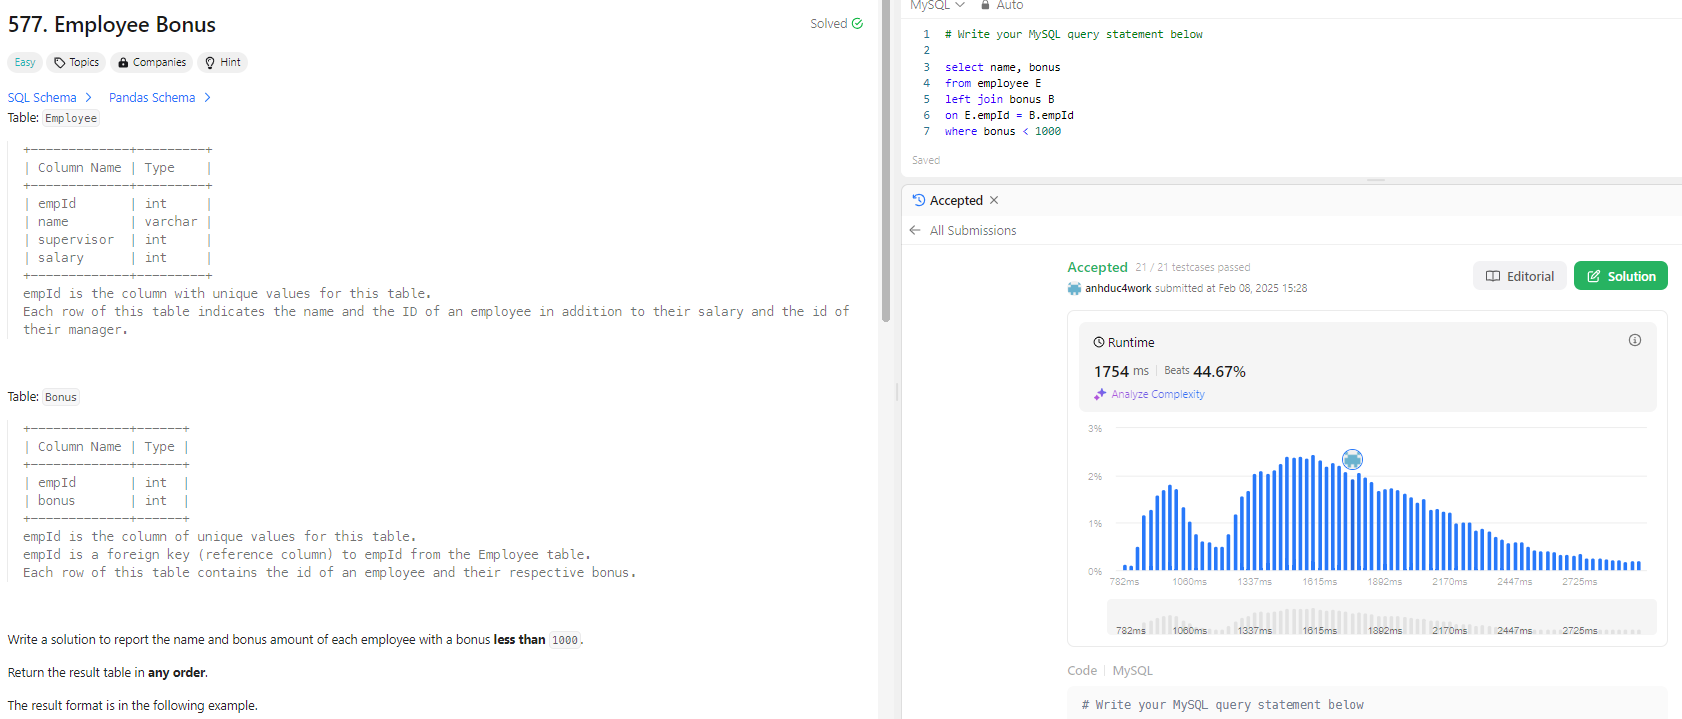 577. Employee Bonus
Solved
Easy
Topics
Companies
Hint
SQL Schema
Pandas Schema
Table: Employee
+-------------+---------+
| Column Name | Type    |
+-------------+---------+
| empId       | int     |
| name        | varchar |
| supervisor  | int     |
| salary      | int     |
+-------------+---------+
empId is the column with unique values for this table.
Each row of this table indicates the name and the ID of an employee in addition to their salary and the id of
their manager.
Table: Bonus
+-------------+------+
| Column Name | Type |
+-------------+------+
| empId       | int  |
| bonus       | int  |
+-------------+------+
empId is the column of unique values for this table.
empId is a foreign key (reference column) to empId from the Employee table.
Each row of this table contains the id of an employee and their respective bonus.
Write a solution to report the name and bonus amount of each employee with a bonus less than 1000.
Return the result table in any order.
The result format is in the following example.
MySQL
Auto
1 # Write your MySQL query statement below
2
3 select name, bonus
4 from employee E
5 left join bonus B
6 on E.empId = B.empId
7 where bonus < 1000
Saved
Accepted
All Submissions
Accepted 21 / 21 testcases passed
anhduc4work submitted at Feb 08, 2025 15:28
Editorial
Solution
Runtime
1754 ms | Beats 44.67%
Analyze Complexity
3%
2%
1%
0%
782ms 1060ms 1337ms 1615ms 1892ms 2170ms 2447ms 2725ms
782ms 1060ms 1337ms 1615ms 1892ms 2170ms 2447ms 2725ms
Code | MySQL
# Write your MySQL query statement below